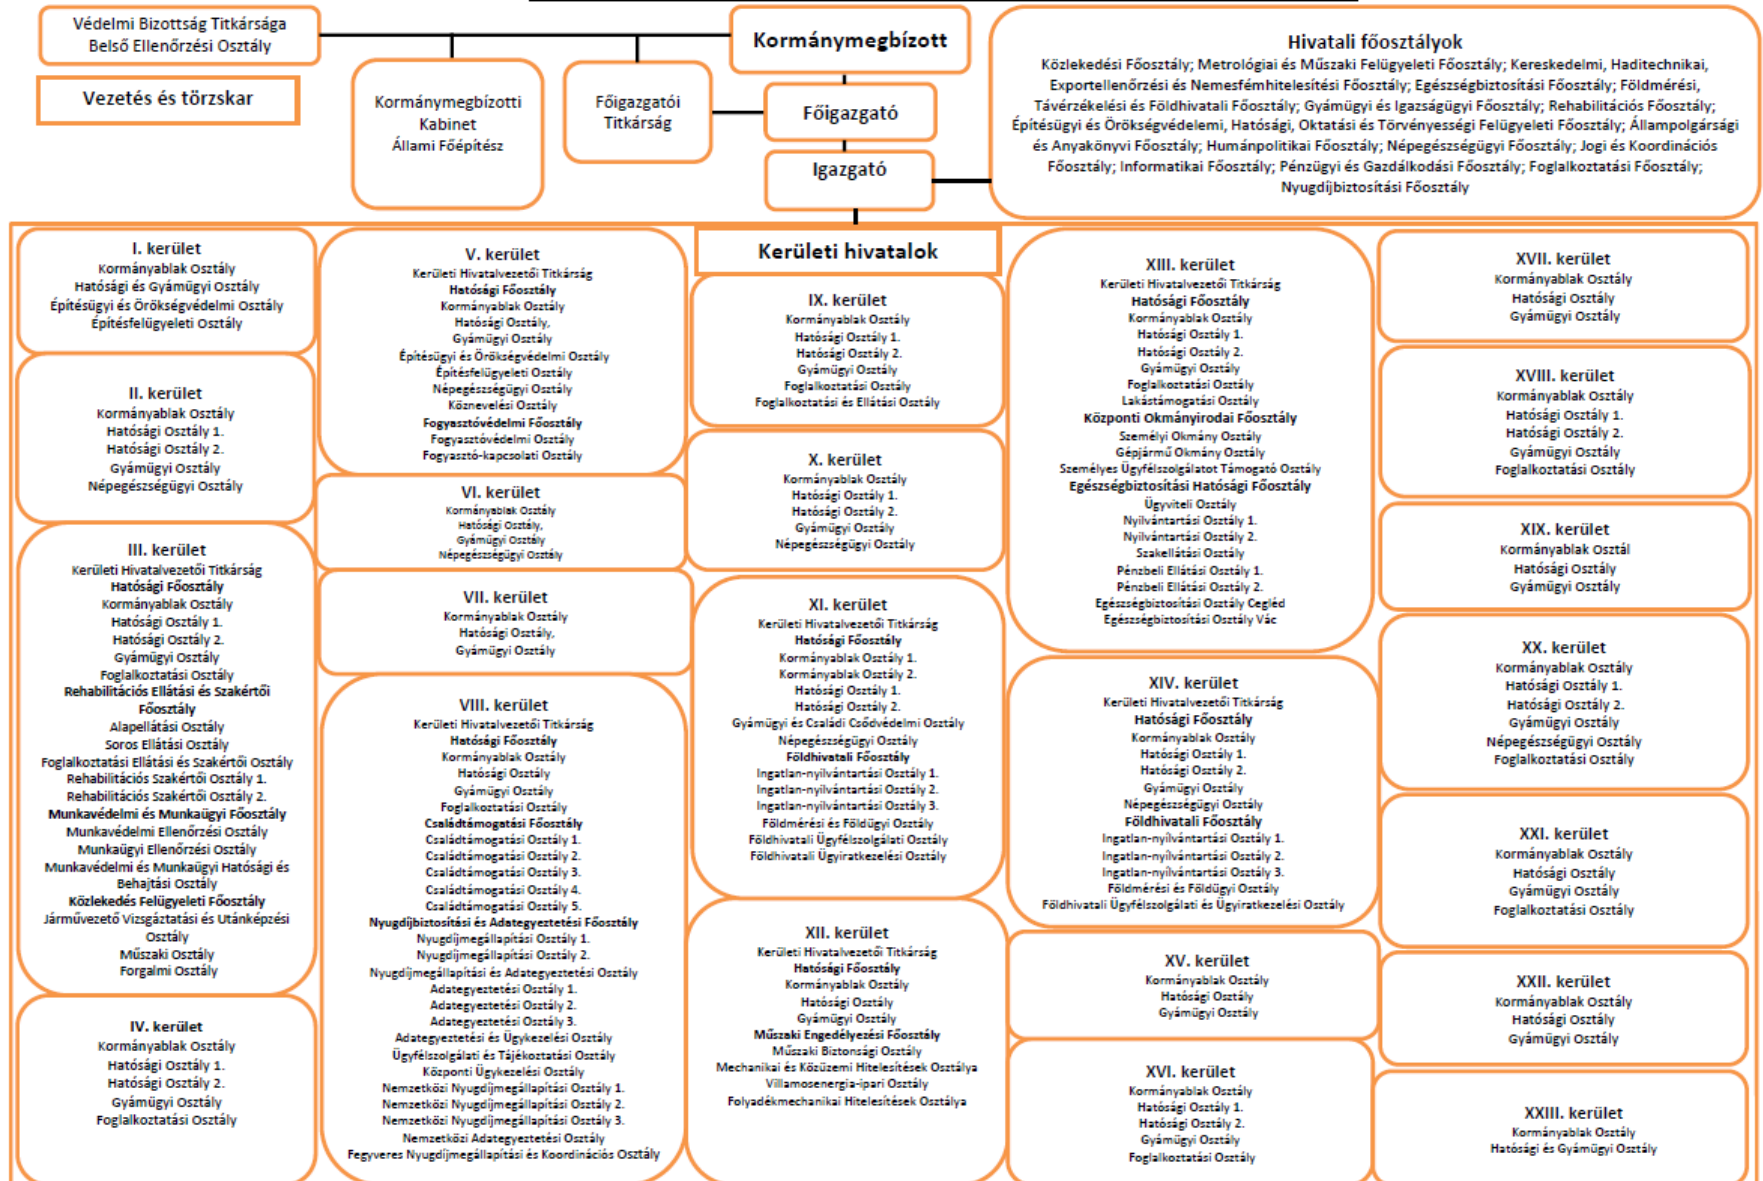 Védelmi Bizottság Titkársága
Belső Ellenőrzési Osztály
Vezetés és törzskar
Kormánymegbízotti
Kabinet
Állami Főépítész
Főigazgatói
Titkárság
Kormánymegbízott
Főigazgató
Igazgató
Hivatali főosztályok
Közlekedési Főosztály; Metrológiai és Műszaki Felügyeleti Főosztály; Kereskedelmi, Haditechnikai,
Exportellenőrzési és Nemesfémhitelesítési Főosztály; Egészségbiztosítási Főosztály; Földmérési,
Távérzékelési és Földhivatali Főosztály; Gyámügyi és Igazságügyi Főosztály; Rehabilitációs Főosztály;
Építésügyi és Örökségvédelemi, Hatósági, Oktatási és Törvényességi Felügyeleti Főosztály; Állampolgársági
és Anyakönyvi Főosztály; Humánpolitikai Főosztály; Népegészségügyi Főosztály; Jogi és Koordinációs
Főosztály; Informatikai Főosztály; Pénzügyi és Gazdálkodási Főosztály; Foglalkoztatási Főosztály;
Nyugdíjbiztosítási Főosztály
Kerületi hivatalok
I. kerület
Kormányablak Osztály
Hatósági és Gyámügyi Osztály
Építésügyi és Örökségvédelmi Osztály
Építésfelügyeleti Osztály
II. kerület
Kormányablak Osztály
Hatósági Osztály 1.
Hatósági Osztály 2.
Gyámügyi Osztály
Népegészségügyi Osztály
III. kerület
Kerületi Hivatalvezetői Titkárság
Hatósági Főosztály
Kormányablak Osztály
Hatósági Osztály 1.
Hatósági Osztály 2.
Gyámügyi Osztály
Foglalkoztatási Osztály
Rehabilitációs Ellátási és Szakértői
Főosztály
Alapellátási Osztály
Soros Ellátási Osztály
Foglalkoztatási Ellátási és Szakértői Osztály
Rehabilitációs Szakértői Osztály 1.
Rehabilitációs Szakértői Osztály 2.
Munkavédelmi és Munkaügyi Főosztály
Munkavédelmi Ellenőrzési Osztály
Munkaügyi Ellenőrzési Osztály
Munkavédelmi és Munkaügyi Hatósági és
Behajtási Osztály
Közlekedés Felügyeleti Főosztály
Járművezető Vizsgáztatási és Utánképzési
Osztály
Műszaki Osztály
Forgalmi Osztály
IV. kerület
Kormányablak Osztály
Hatósági Osztály 1.
Hatósági Osztály 2.
Gyámügyi Osztály
Foglalkoztatási Osztály
V. kerület
Kerületi Hivatalvezetői Titkárság
Hatósági Főosztály
Kormányablak Osztály
Hatósági Osztály,
Gyámügyi Osztály
Építésügyi és Örökségvédelmi Osztály
Építésfelügyeleti Osztály
Népegészségügyi Osztály
Köznevelési Osztály
Fogyasztóvédelmi Főosztály
Fogyasztóvédelmi Osztály
Fogyasztó-kapcsolati Osztály
VI. kerület
Kormányablak Osztály
Hatósági Osztály,
Gyámügyi Osztály
Népegészségügyi Osztály
VII. kerület
Kormányablak Osztály
Hatósági Osztály,
Gyámügyi Osztály
VIII. kerület
Kerületi Hivatalvezetői Titkárság
Hatósági Főosztály
Kormányablak Osztály
Hatósági Osztály
Gyámügyi Osztály
Foglalkoztatási Osztály
Családtámogatási Főosztály
Családtámogatási Osztály 1.
Családtámogatási Osztály 2.
Családtámogatási Osztály 3.
Családtámogatási Osztály 4.
Családtámogatási Osztály 5.
Nyugdíjbiztosítási és Adategyeztetési Főosztály
Nyugdíjmegállapítási Osztály 1.
Nyugdíjmegállapítási Osztály 2.
Nyugdíjmegállapítási és Adategyeztetési Osztály
Adategyeztetési Osztály 1.
Adategyeztetési Osztály 2.
Adategyeztetési Osztály 3.
Adategyeztetési és Ügykezelési Osztály
Ügyfélszolgálati és Tájékoztatási Osztály
Központi Ügykezelési Osztály
Nemzetközi Nyugdíjmegállapítási Osztály 1.
Nemzetközi Nyugdíjmegállapítási Osztály 2.
Nemzetközi Nyugdíjmegállapítási Osztály 3.
Nemzetközi Adategyeztetési Osztály
Fegyveres Nyugdíjmegállapítási és Koordinációs Osztály
IX. kerület
Kormányablak Osztály
Hatósági Osztály 1.
Hatósági Osztály 2.
Gyámügyi Osztály
Foglalkoztatási Osztály
Foglalkoztatási és Ellátási Osztály
X. kerület
Kormányablak Osztály
Hatósági Osztály 1.
Hatósági Osztály 2.
Gyámügyi Osztály
Népegészségügyi Osztály
XI. kerület
Kerületi Hivatalvezetői Titkárság
Hatósági Főosztály
Kormányablak Osztály 1.
Kormányablak Osztály 2.
Hatósági Osztály 1.
Hatósági Osztály 2.
Gyámügyi és Családi Csődvédelmi Osztály
Népegészségügyi Osztály
Földhivatali Főosztály
Ingatlan-nyilvántartási Osztály 1.
Ingatlan-nyilvántartási Osztály 2.
Ingatlan-nyilvántartási Osztály 3.
Földmérési és Földügyi Osztály
Földhivatali Ügyfélszolgálati Osztály
Földhivatali Ügyiratkezelési Osztály
XII. kerület
Kerületi Hivatalvezetői Titkárság
Hatósági Főosztály
Kormányablak Osztály
Hatósági Osztály
Gyámügyi Osztály
Műszaki Engedélyezési Főosztály
Műszaki Biztonsági Osztály
Mechanikai és Közüzemi Hitelesítések Osztálya
Villamosenergia-ipari Osztály
Folyadékmechanikai Hitelesítések Osztálya
XIII. kerület
Kerületi Hivatalvezetői Titkárság
Hatósági Főosztály
Kormányablak Osztály
Hatósági Osztály 1.
Hatósági Osztály 2.
Gyámügyi Osztály
Foglalkoztatási Osztály
Lakástámogatási Osztály
Központi Okmányirodai Főosztály
Személyi Okmány Osztály
Gépjármű Okmány Osztály
Személyes Ügyfélszolgálatot Támogató Osztály
Egészségbiztosítási Hatósági Főosztály
Ügyviteli Osztály
Nyilvántartási Osztály 1.
Nyilvántartási Osztály 2.
Szakellátási Osztály
Pénzbeli Ellátási Osztály 1.
Pénzbeli Ellátási Osztály 2.
Egészségbiztosítási Osztály Cegléd
Egészségbiztosítási Osztály Vác
XIV. kerület
Kerületi Hivatalvezetői Titkárság
Hatósági Főosztály
Kormányablak Osztály
Hatósági Osztály 1.
Hatósági Osztály 2.
Gyámügyi Osztály
Népegészségügyi Osztály
Földhivatali Főosztály
Ingatlan-nyilvántartási Osztály 1.
Ingatlan-nyilvántartási Osztály 2.
Ingatlan-nyilvántartási Osztály 3.
Földmérési és Földügyi Osztály
Földhivatali Ügyfélszolgálati és Ügyiratkezelési Osztály
XV. kerület
Kormányablak Osztály
Hatósági Osztály
Gyámügyi Osztály
XVI. kerület
Kormányablak Osztály
Hatósági Osztály 1.
Hatósági Osztály 2.
Gyámügyi Osztály
Foglalkoztatási Osztály
XVII. kerület
Kormányablak Osztály
Hatósági Osztály
Gyámügyi Osztály
XVIII. kerület
Kormányablak Osztály
Hatósági Osztály 1.
Hatósági Osztály 2.
Gyámügyi Osztály
Foglalkoztatási Osztály
XIX. kerület
Kormányablak Osztál
Hatósági Osztály
Gyámügyi Osztály
XX. kerület
Kormányablak Osztály
Hatósági Osztály 1.
Hatósági Osztály 2.
Gyámügyi Osztály
Népegészségügyi Osztály
Foglalkoztatási Osztály
XXI. kerület
Kormányablak Osztály
Hatósági Osztály
Gyámügyi Osztály
Foglalkoztatási Osztály
XXII. kerület
Kormányablak Osztály
Hatósági Osztály
Gyámügyi Osztály
XXIII. kerület
Kormányablak Osztály
Hatósági és Gyámügyi Osztály